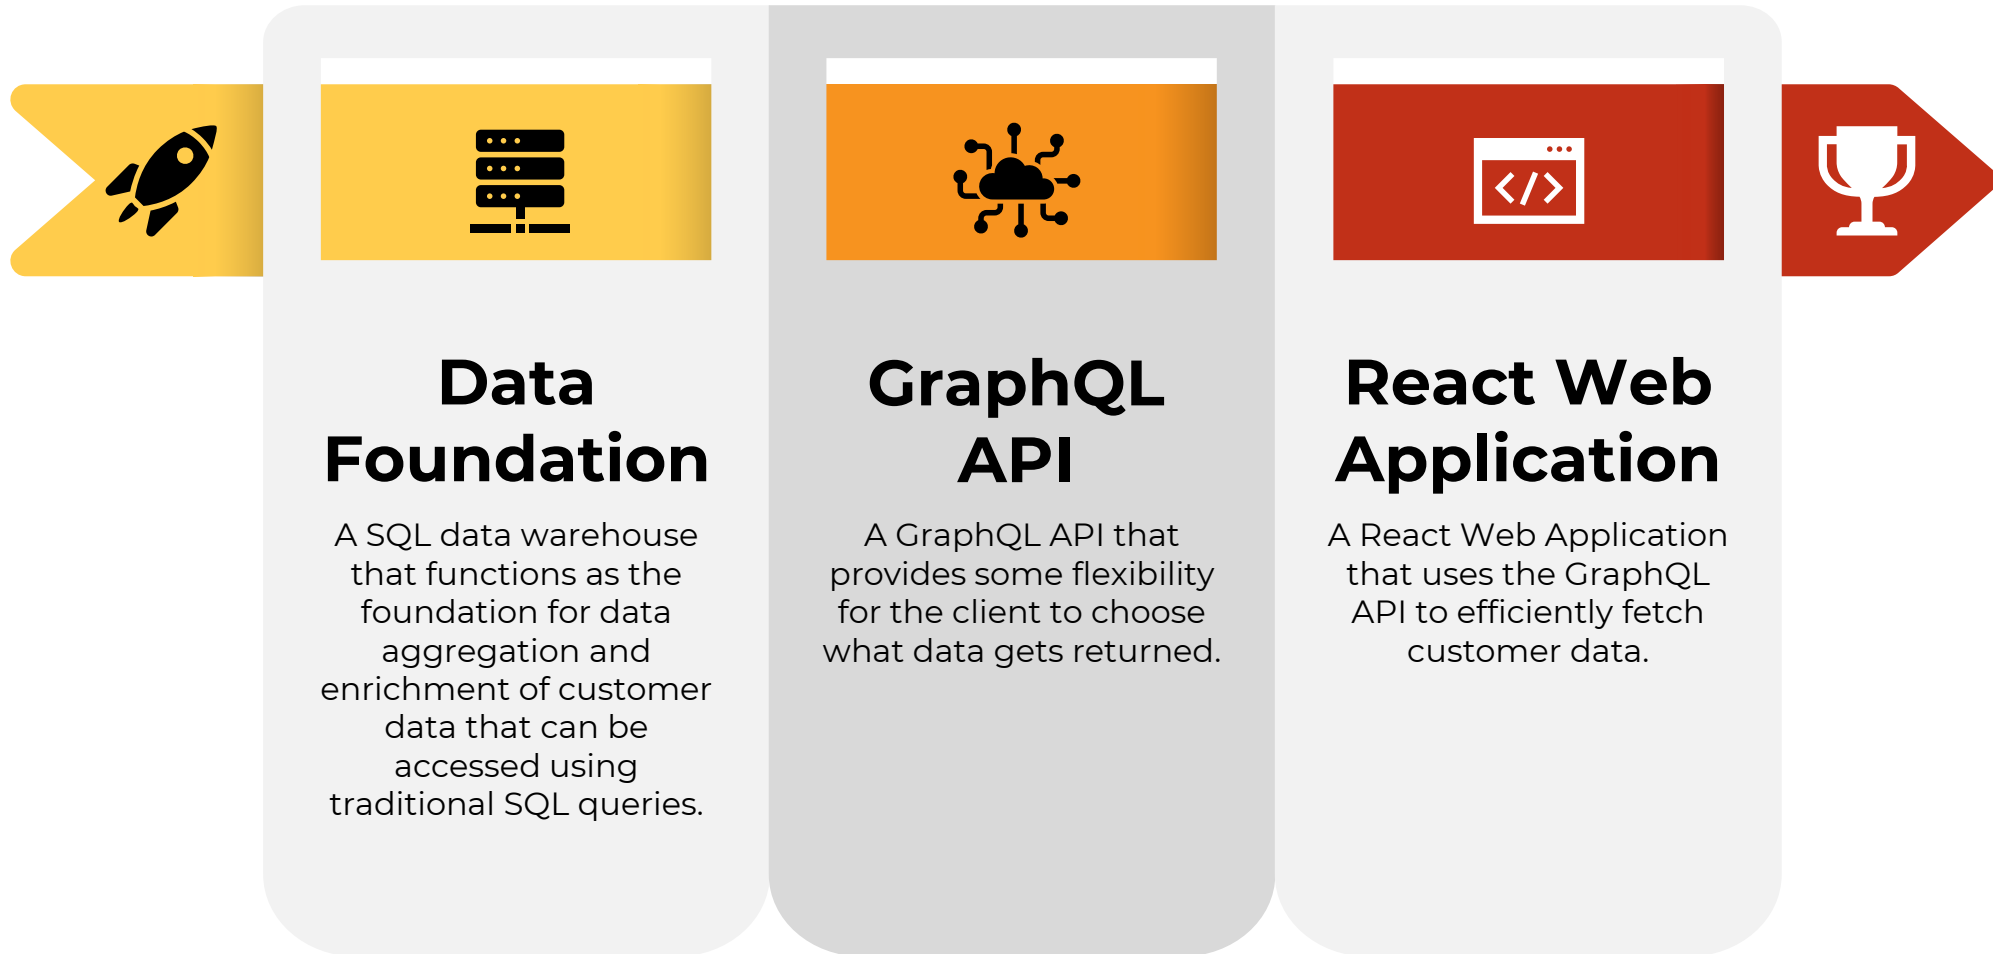 Data
Foundation
A SQL data warehouse
that functions as the
foundation for data
aggregation and
enrichment of customer
data that can be
accessed using
traditional SQL queries.
GraphQL
API
A GraphQL API that
provides some flexibility
for the client to choose
what data gets returned.
React Web
Application
A React Web Application
that uses the GraphQL
API to efficiently fetch
customer data.